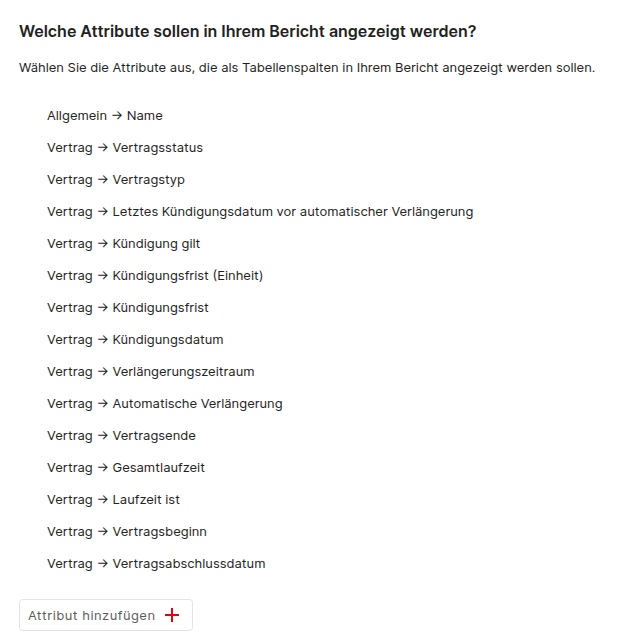 Welche Attribute sollen in Ihrem Bericht angezeigt werden?
Wählen Sie die Attribute aus, die als Tabellenspalten in Ihrem Bericht angezeigt werden sollen.
Allgemein → Name
Vertrag → Vertragsstatus
Vertrag → Vertragstyp
Vertrag → Letztes Kündigungsdatum vor automatischer Verlängerung
Vertrag → Kündigung gilt
Vertrag → Kündigungsfrist (Einheit)
Vertrag → Kündigungsfrist
Vertrag → Kündigungsdatum
Vertrag → Verlängerungszeitraum
Vertrag → Automatische Verlängerung
Vertrag → Vertragsende
Vertrag → Gesamtlaufzeit
Vertrag → Laufzeit ist
Vertrag → Vertragsbeginn
Vertrag → Vertragsabschlussdatum
Attribut hinzufügen